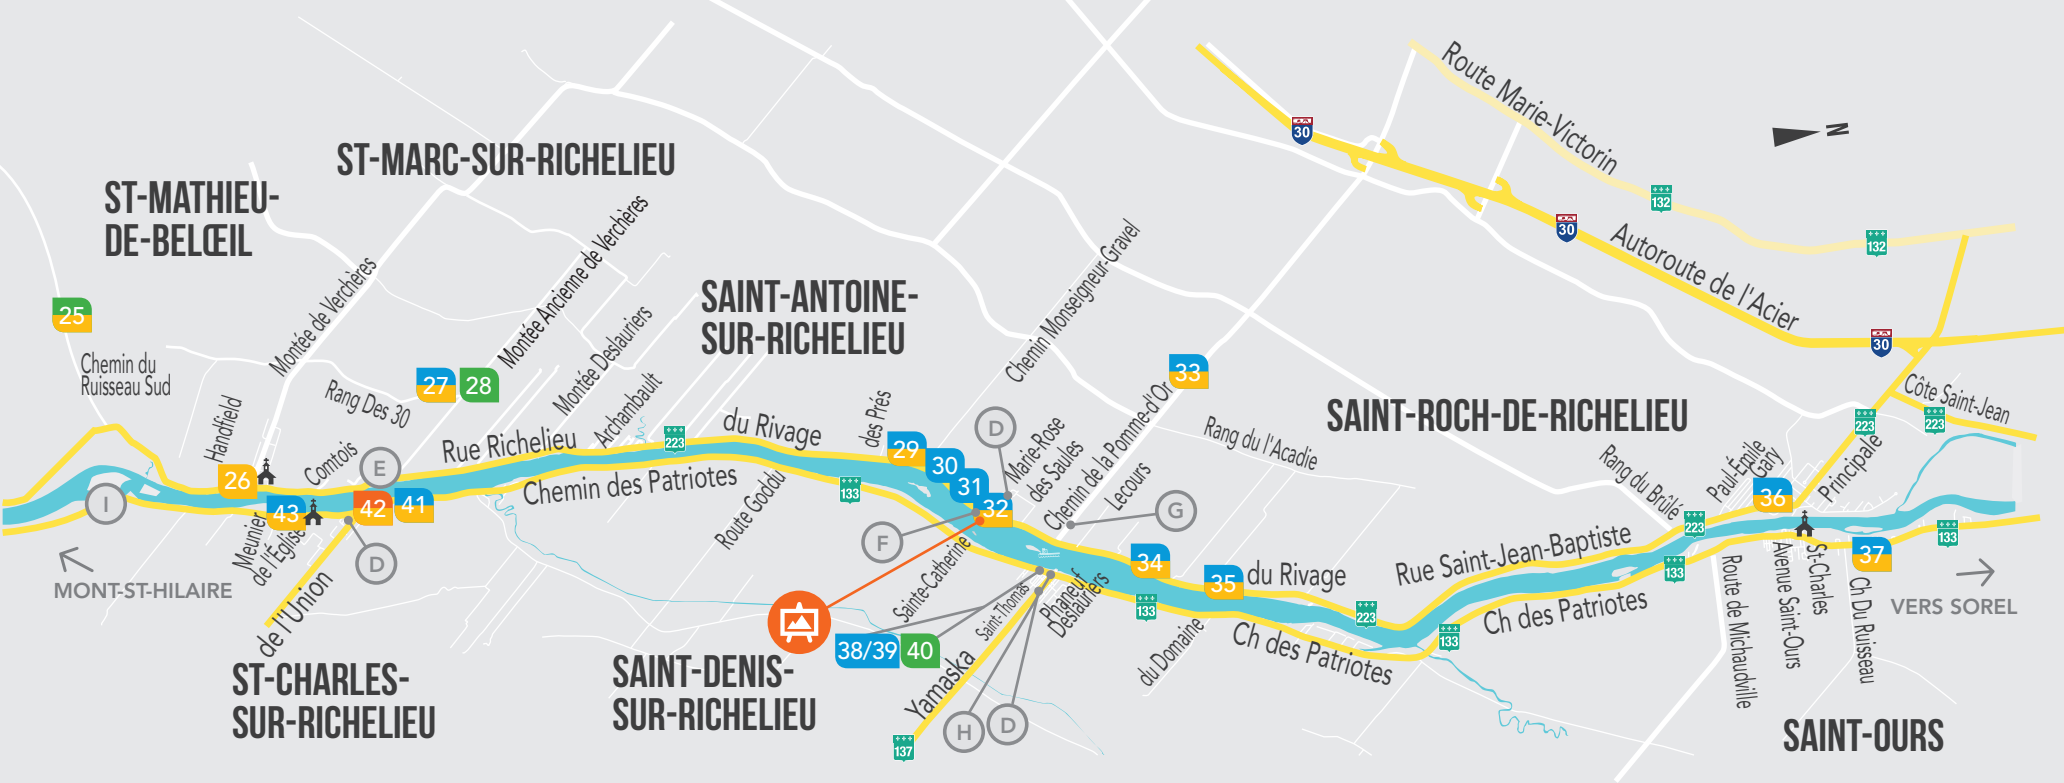 Route Marie-Victorin
N
30
132
30
132
Autoroute de l'Acier
30
ST-MARC-SUR-RICHELIEU
ST-MATHIEU-
DE-BELŒIL
Montée de Verchères
Montée Ancienne de Verchères
Chemin Monseigneur-Gravel
25
Chemin du
Ruisseau Sud
SAINT-ANTOINE-
SUR-RICHELIEU
Montée Deslauriers
Archambault
Rang Des 30
27
28
33
Côte Saint-Jean
SAINT-ROCH-DE-RICHELIEU
Handfield
Comtois
E
Rue Richelieu
223
du Rivage
des Prés
29
30
31
32
D
Marie-Rose
des Saules
Chemin de la Pomme-d'Or
Lecours
Rang du l'Acadie
G
Rang du Brûlé
Paul-Émile
Gary
36
Principale
223
223
26
I
43
42
41
Chemin des Patriotes
Route Goddu
133
F
Meunier
de l'Église
D
de l'Union
MONT-ST-HILAIRE
Sainte-Catherine
Saint-Thomas
Phaneuf
Deslauriers
34
133
35
du Rivage
223
Rue Saint-Jean-Baptiste
223
133
37
133
Ch des Patriotes
133
Ch des Patriotes
du Domaine
Route de Michaudville
Avenue Saint-Ours
St-Charles
Ch Du Ruisseau
VERS SOREL
38/39
40
Yamaska
137
H
D
ST-CHARLES-
SUR-RICHELIEU
SAINT-DENIS-
SUR-RICHELIEU
SAINT-OURS